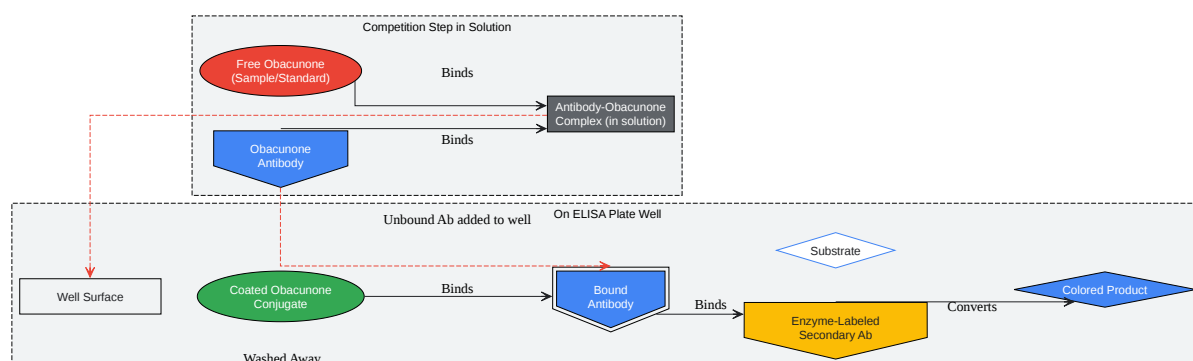 Competition Step in Solution
Free Obacunone
(Sample/Standard)
Binds
Antibody-Obacunone
Complex (in solution)
Binds
Obacunone
Antibody
Unbound Ab added to well
On ELISA Plate Well
Substrate
Well Surface
Coated Obacunone
Conjugate
Binds
Bound
Antibody
Binds
Enzyme-Labeled
Secondary Ab
Converts
Colored Product
Washed Away